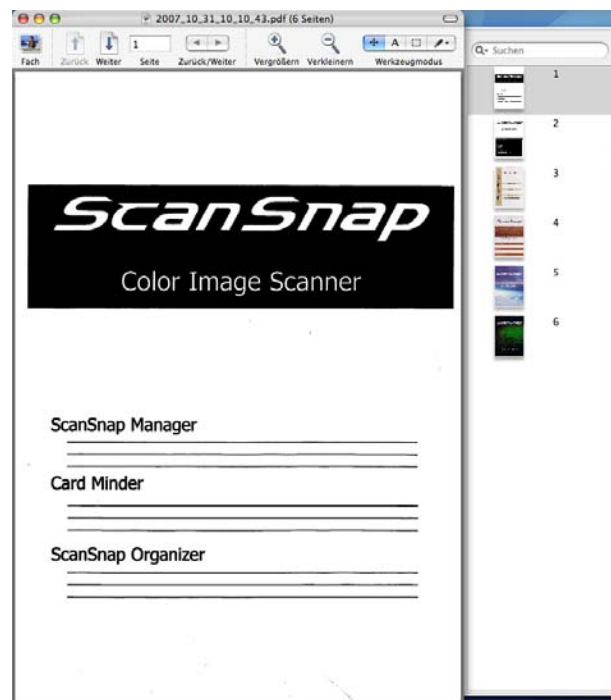 2007_10_31_10_10_43.pdf (6 Seiten)
1
Fach Zurück Weiter Seite Zurück/Weiter Vergrößern Verkleinern Werkzeugmodus
A
Suchen
ScanSnap
Color Image Scanner
ScanSnap Manager
Card Minder
ScanSnap Organizer
1
2
3
4
5
6